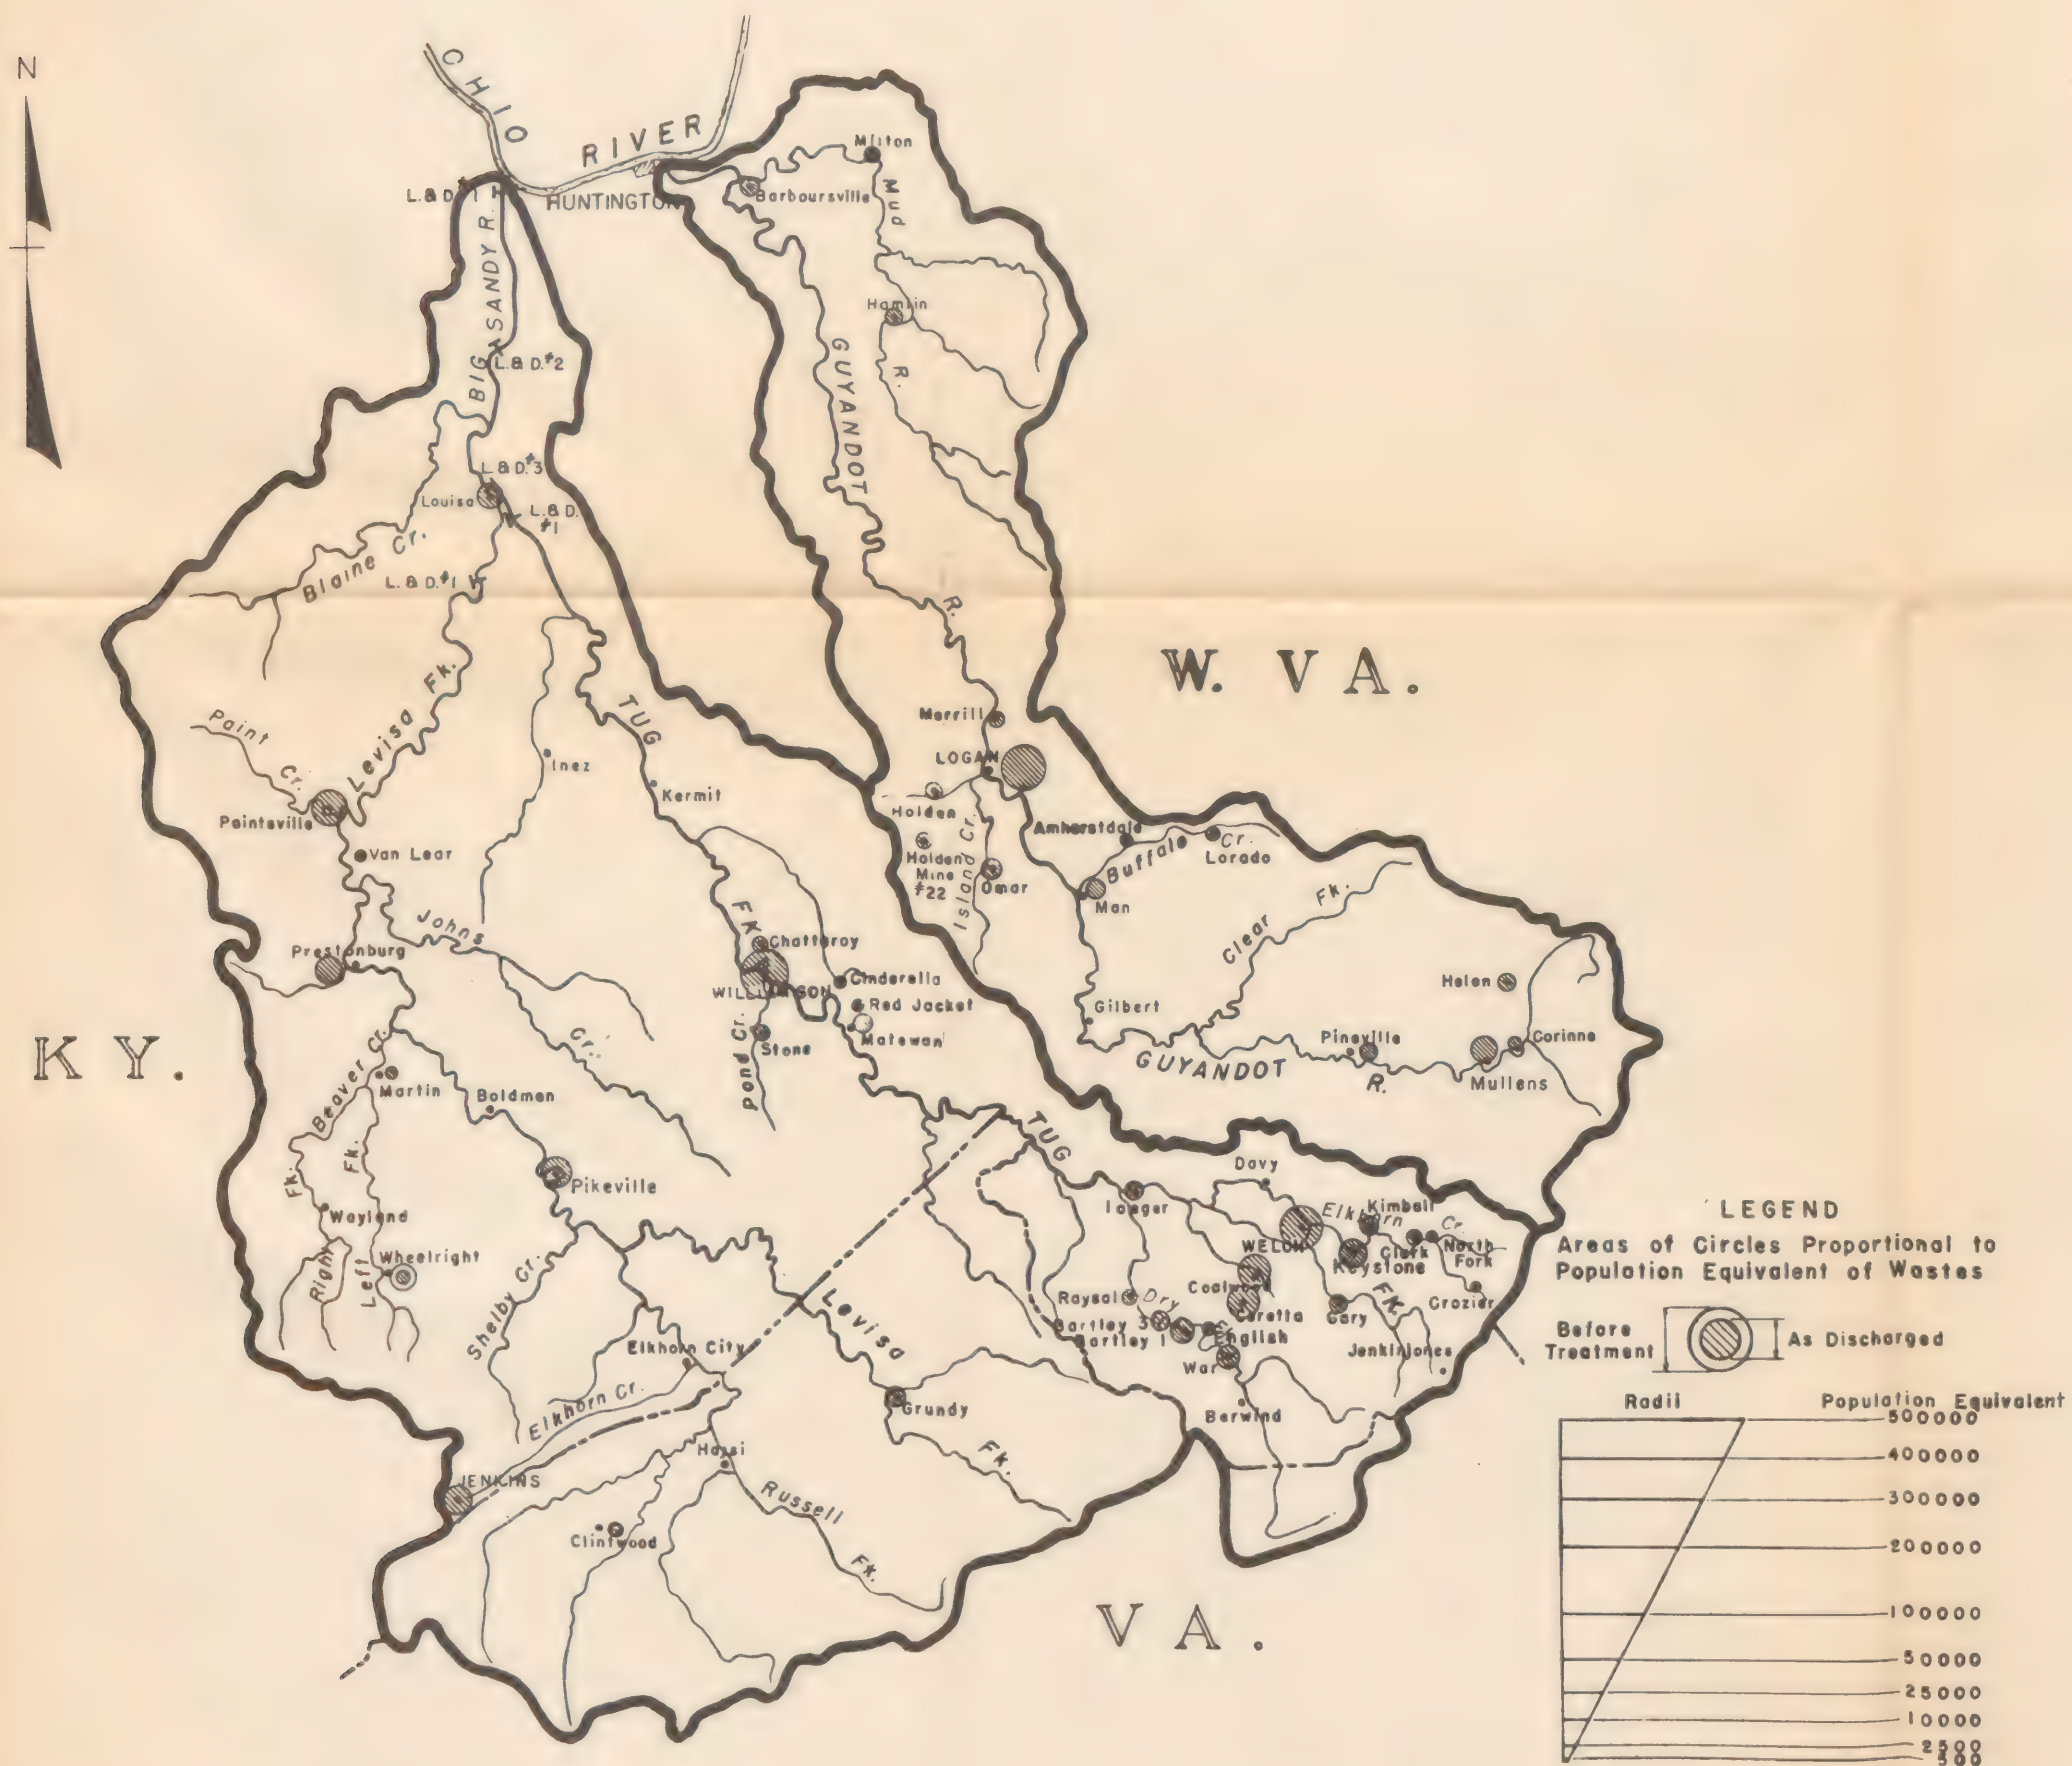 N
OHIO
RIVER
Milton
Barboursville
HUNTINGTON
Mud
BIG SANDY R.
Hamlin
R.
L.& D.#2
GUYANDOT
L.& D.#3
Louisa
L.& D.
#1
Blaine Cr.
L.& D.#1
R.
W. VA.
Levisa Fk.
TUG
Paint
Cr.
Merrill
LOGAN
Inez
Kermit
Holden
Paintsville
Amherstdale
Buffalo Cr.
Lorado
Van Lear
Holden
Mine
#22
Island Cr.
Omar
Man
Clear Fk.
FK.
Johns
Chattaroy
Prestonburg
Cinderella
Helen
WILLIAMSON
Red Jacket
Gilbert
Matewan
Stone
Pond Cr.
Cr.
Pineville
Corinne
KY.
GUYANDOT
R.
Mullens
Beaver Cr.
Martin
Boldman
TUG
Fk.
Fk.
Davy
Pikeville
Iaeger
Elkhorn
Kimball
Cr.
Wayland
WELCH
Clark
North
Fork
Keystone
Right
Left
Wheelright
Coalwood
FK.
Shelby Cr.
Raysal
Dry
Crozier
Levisa
Bartley 3
Caretta
Gary
Bartley 1
English
Elkhorn City
War
Jenkinjones
Elkhorn Cr.
Grundy
Berwind
Haysi
Fk.
JENKINS
Russell
Clintwood
Fk.
VA.
LEGEND
Areas of Circles Proportional to
Population Equivalent of Wastes
Before
Treatment
As Discharged
Radii
Population Equivalent
500000
400000
300000
200000
100000
50000
25000
10000
2500
500